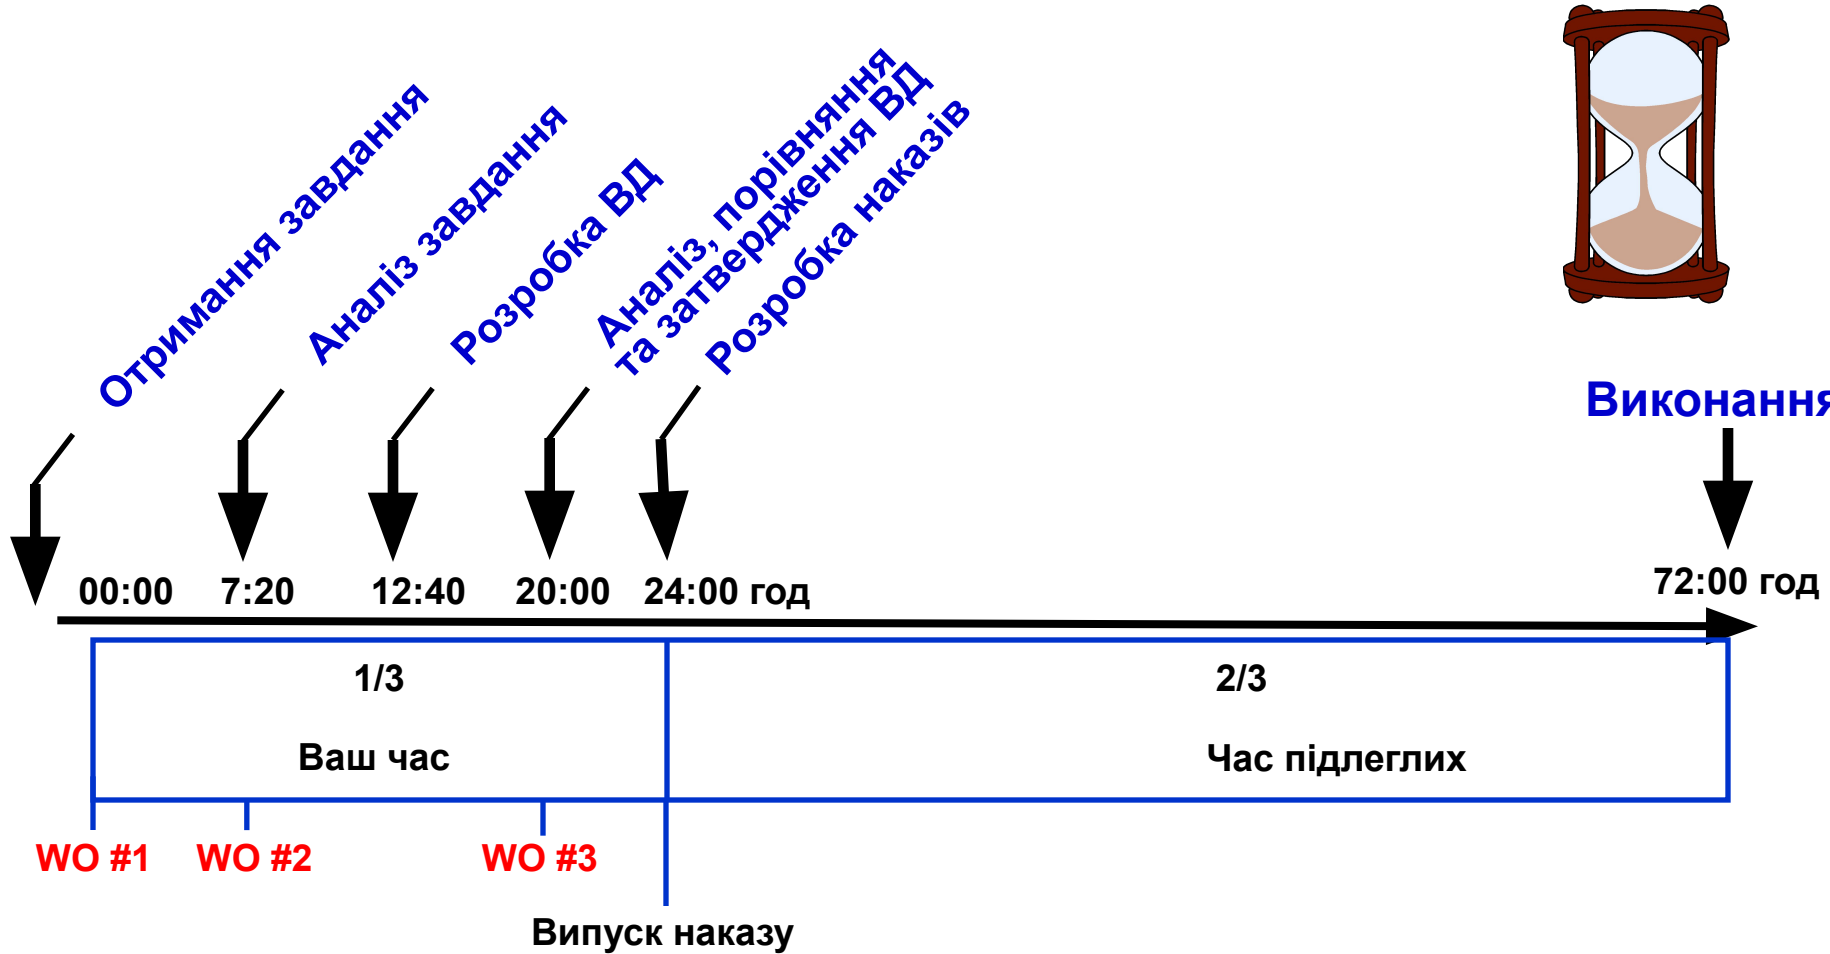 Отримання завдання
Аналіз завдання
Розробка ВД
Аналіз, порівняння
та затвердження ВД
Розробка наказів
Виконання
00:00
7:20
12:40
20:00
24:00 год
72:00 год
1/3
2/3
Ваш час
Час підлеглих
WO #1
WO #2
WO #3
Випуск наказу